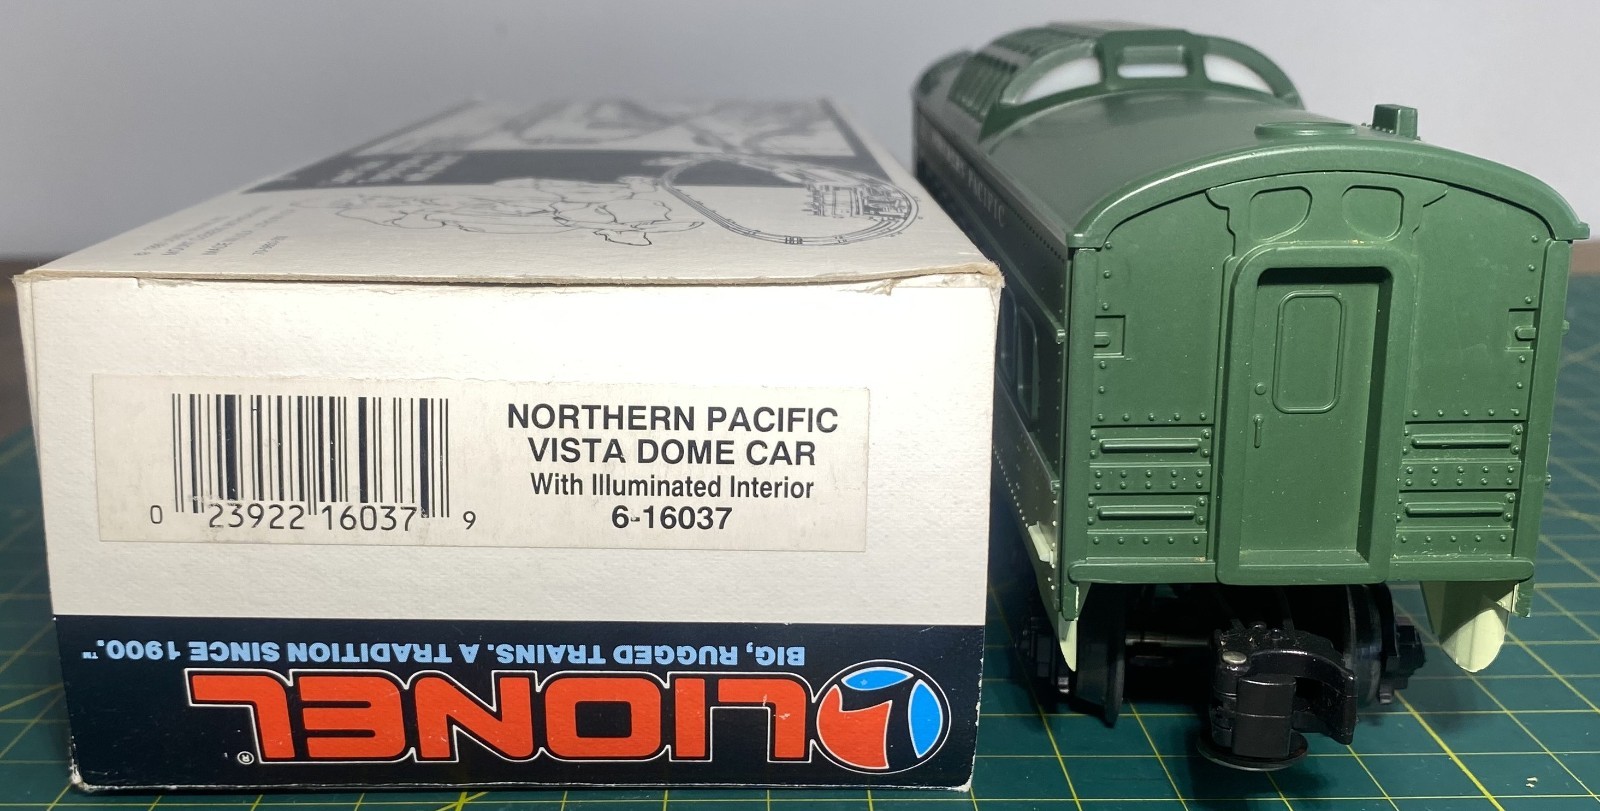 NORTHERN PACIFIC
VISTA DOME CAR
With Illuminated Interior
6-16037
0 23922 16037 9
BIG, RUGGED TRAINS. A TRADITION SINCE 1900.™
LIONEL®
PACIFIC